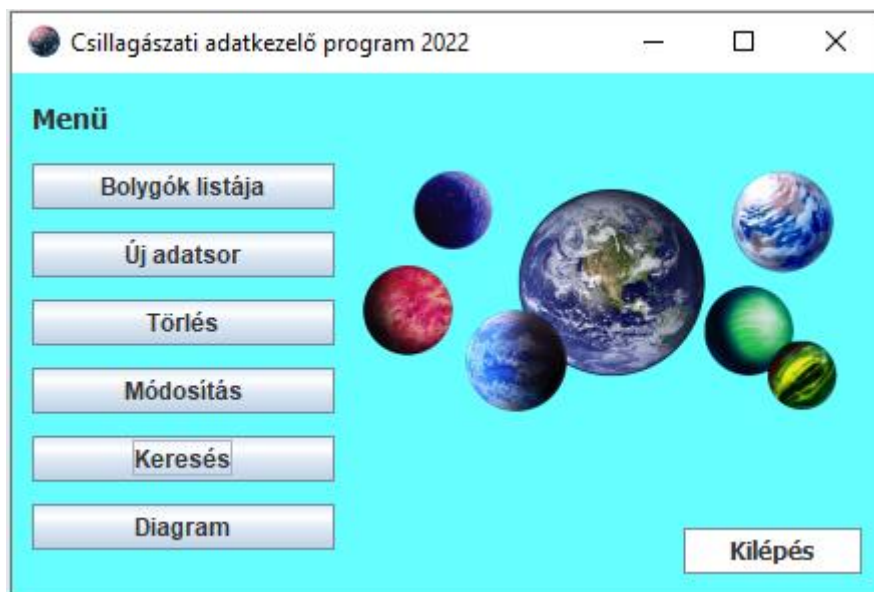 Csillagászati adatkezelő program 2022
Menü
Bolygók listája
Új adatsor
Törlés
Módosítás
Keresés
Diagram
Kilépés